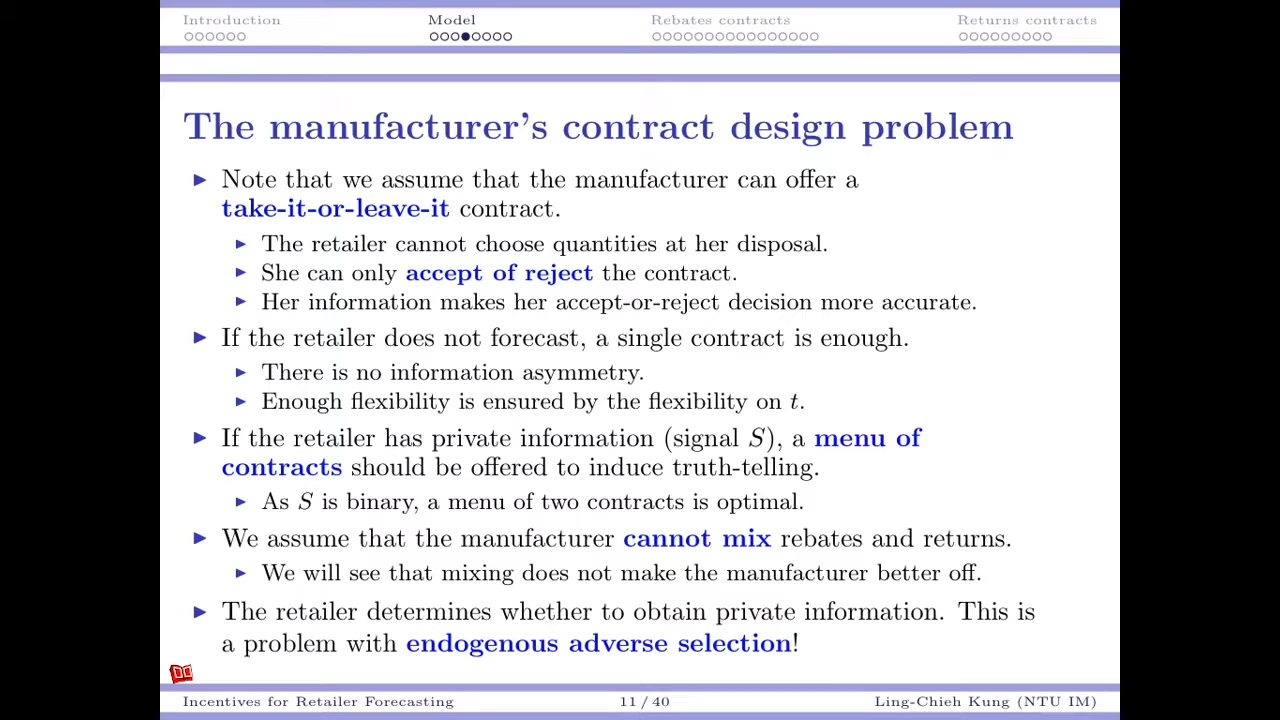 Introduction Model Rebates contracts Returns contracts
The manufacturer's contract design problem
Note that we assume that the manufacturer can offer a
take-it-or-leave-it contract.
The retailer cannot choose quantities at her disposal.
She can only accept of reject the contract.
Her information makes her accept-or-reject decision more accurate.
If the retailer does not forecast, a single contract is enough.
There is no information asymmetry.
Enough flexibility is ensured by the flexibility on t.
If the retailer has private information (signal S), a menu of
contracts should be offered to induce truth-telling.
As S is binary, a menu of two contracts is optimal.
We assume that the manufacturer cannot mix rebates and returns.
We will see that mixing does not make the manufacturer better off.
The retailer determines whether to obtain private information. This is
a problem with endogenous adverse selection!
Incentives for Retailer Forecasting 11 / 40 Ling-Chieh Kung (NTU IM)